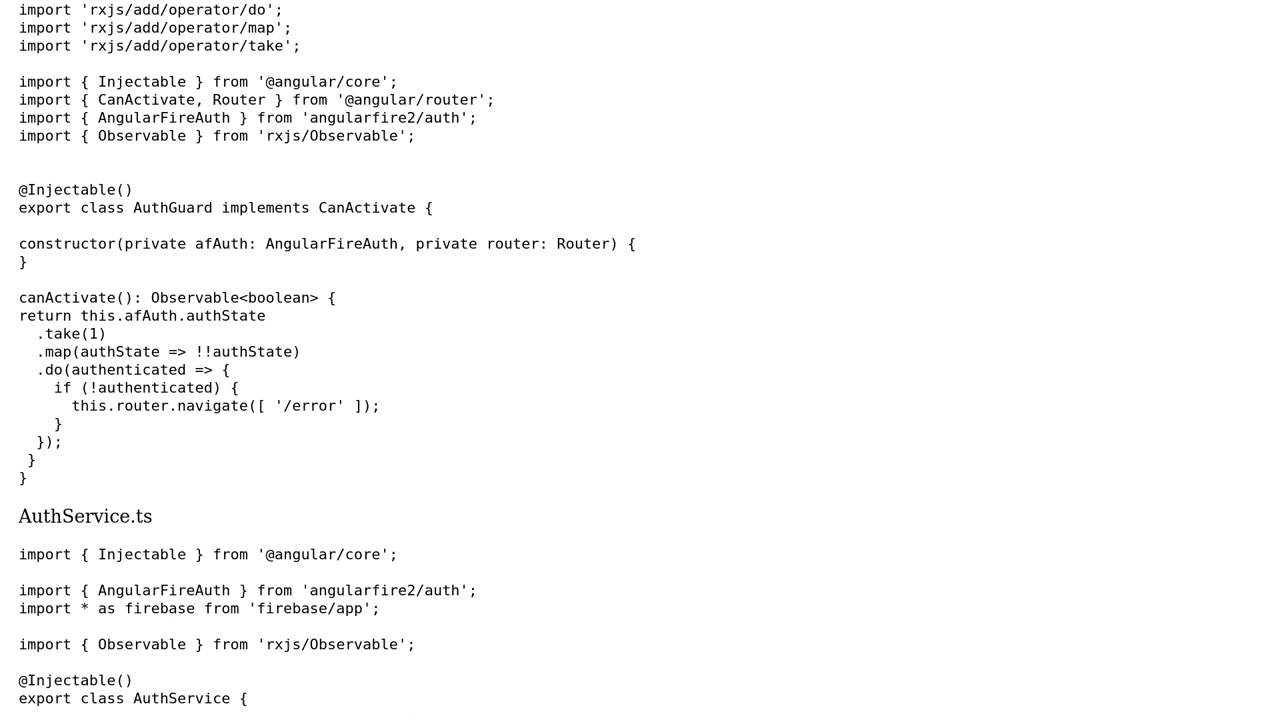 import 'rxjs/add/operator/do';
import 'rxjs/add/operator/map';
import 'rxjs/add/operator/take';

import { Injectable } from '@angular/core';
import { CanActivate, Router } from '@angular/router';
import { AngularFireAuth } from 'angularfire2/auth';
import { Observable } from 'rxjs/Observable';


@Injectable()
export class AuthGuard implements CanActivate {

constructor(private afAuth: AngularFireAuth, private router: Router) {
}

canActivate(): Observable<boolean> {
return this.afAuth.authState
  .take(1)
  .map(authState => !!authState)
  .do(authenticated => {
    if (!authenticated) {
      this.router.navigate([ '/error' ]);
    }
  });
 }
}

AuthService.ts

import { Injectable } from '@angular/core';

import { AngularFireAuth } from 'angularfire2/auth';
import * as firebase from 'firebase/app';

import { Observable } from 'rxjs/Observable';

@Injectable()
export class AuthService {